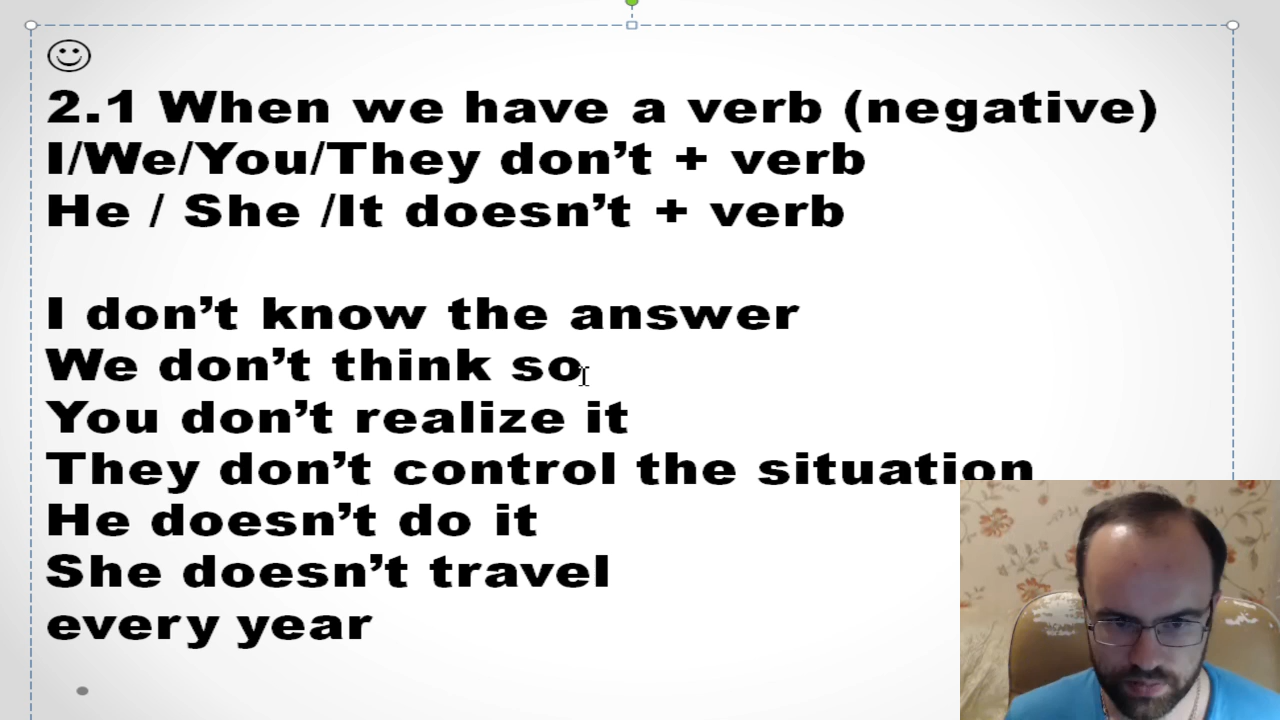 2.1 When we have a verb (negative)
I/We/You/They don’t + verb
He / She /It doesn’t + verb
I don’t know the answer
We don’t think so
You don’t realize it
They don’t control the situation
He doesn’t do it
She doesn’t travel
every year